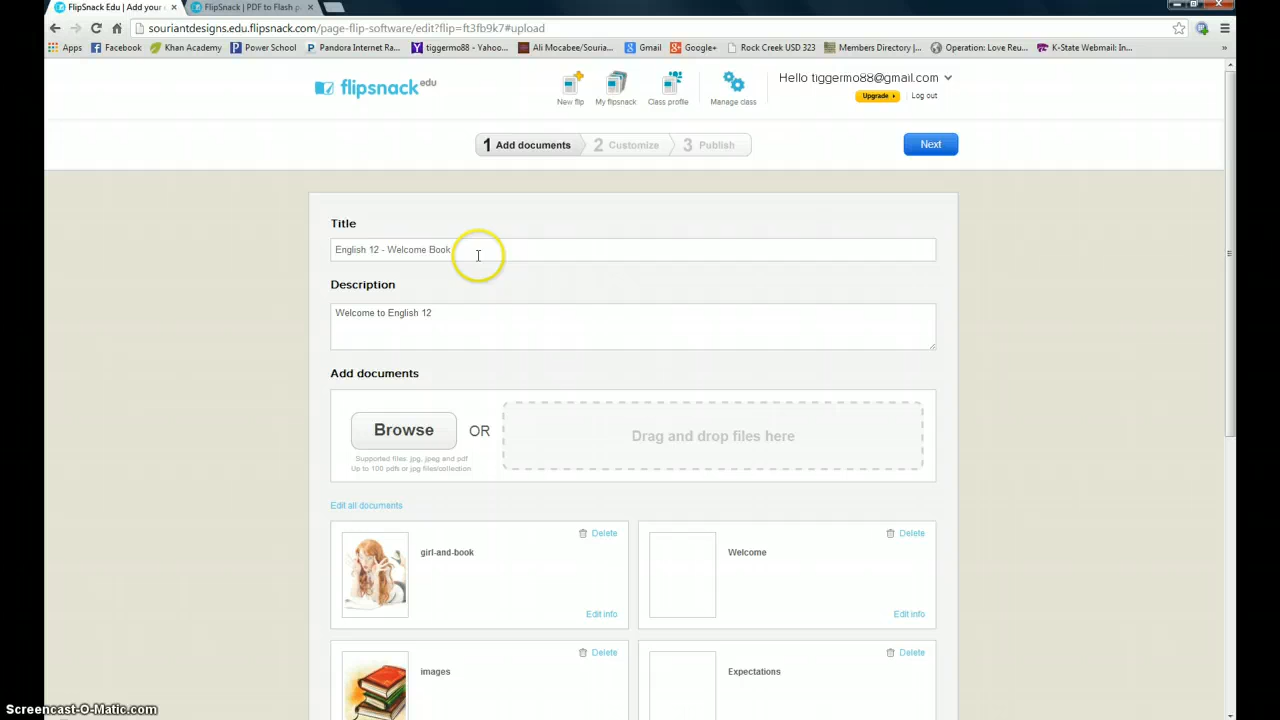 FlipSnack Edu | Add your
FlipSnack | PDF to Flash p
souriantdesigns.edu.flipsnack.com/page-flip-software/edit?flip=ft3fb9k7#upload
Apps Facebook Khan Academy Power School Pandora Internet Ra... tiggermo88 - Yahoo... Ali Mocabee/Souria... Gmail Google+ Rock Creek USD 323 Members Directory |... Operation: Love Reu... K-State Webmail: In... »
flipsnack edu
New flip My flipsnack Class profile Manage class
Hello tiggermo88@gmail.com
Upgrade Log out
1 Add documents 2 Customize 3 Publish
Next
Title
English 12 - Welcome Book
Description
Welcome to English 12
Add documents
Browse OR Drag and drop files here
Supported files: jpg, jpeg and pdf
Up to 100 pdfs or jpg files/collection
Edit all documents
Delete Delete
girl-and-book Welcome
Edit info Edit info
Delete Delete
images Expectations
Screencast-O-Matic.com